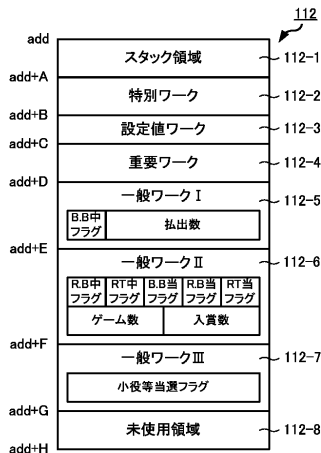 112
add
スタック領域
112-1
add+A
特別ワーク
112-2
add+B
設定値ワーク
112-3
add+C
重要ワーク
112-4
add+D
一般ワークⅠ
112-5
B.B中
フラグ
払出数
add+E
一般ワークⅡ
112-6
R.B中
フラグ
RT中
フラグ
B.B当
フラグ
R.B当
フラグ
RT当
フラグ
ゲーム数
入賞数
add+F
一般ワークⅢ
112-7
小役等当選フラグ
add+G
未使用領域
112-8
add+H